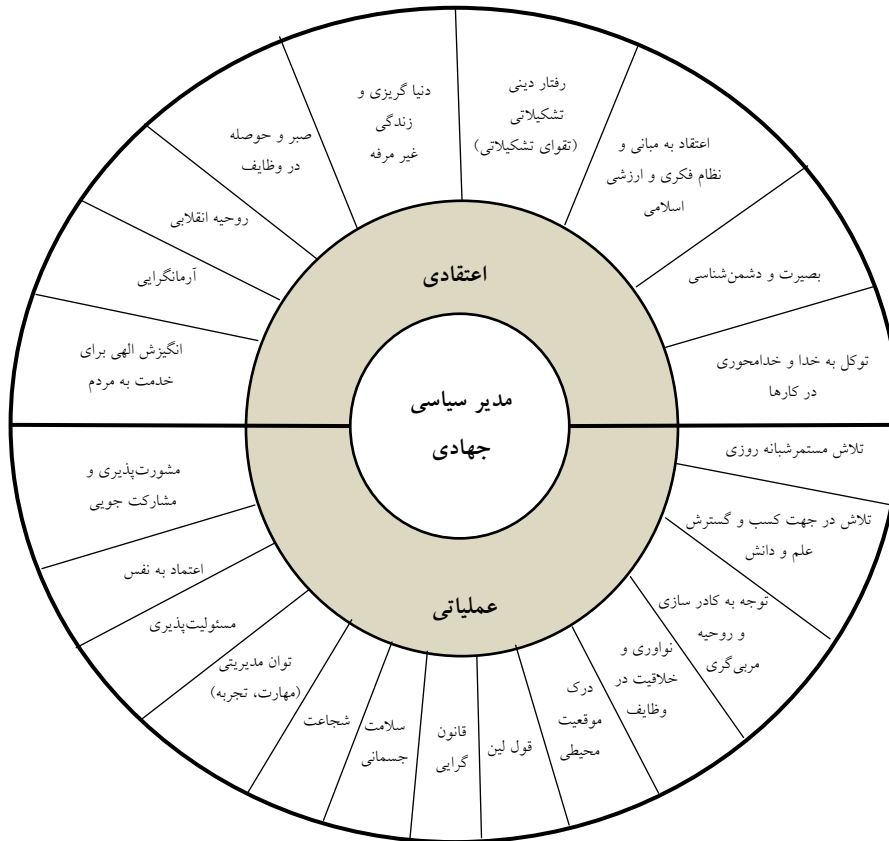 رفتار دینی
تشکیلاتی
(تقوای تشکیلاتی)
اعتقاد به مبانی و
نظام فکری و ارزشی
اسلامی
بصیرت و دشمن‌شناسی
توکل به خدا و خدامحوری
در کارها
دنیا گریزی و
زندگی
غیر مرفه
صبر و حوصله
در وظایف
روحیه انقلابی
آرمانگرایی
انگیزش الهی برای
خدمت به مردم
اعتقادی
مدیر سیاسی
جهادی
عملیاتی
تلاش مستمرشبانه روزی
تلاش در جهت کسب و گسترش
علم و دانش
توجه به کادر سازی
و روحیه
مربی‌گری
نواوری و
خلاقیت در
وظایف
درک
موقعیت
محیطی
قول لین
قانون
گرایی
سلامت
جسمانی
شجاعت
توان مدیریتی
(مهارت، تجربه)
مسئولیت‌پذیری
اعتماد به نفس
مشورت‌پذیری و
مشارکت جویی